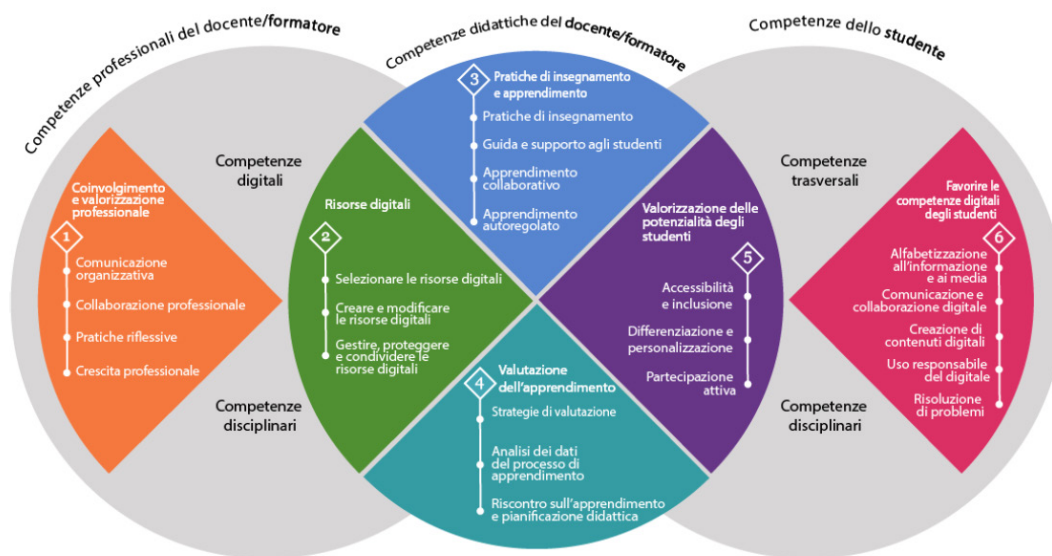 Competenze professionali del docente/formatore
Competenze didattiche del docente/formatore
Competenze dello studente
Competenze
digitali
Competenze
disciplinari
Coinvolgimento
e valorizzazione
professionale
1
Comunicazione
organizzativa
Collaborazione professionale
Pratiche riflessive
Crescita professionale
Risorse digitali
2
Selezionare le risorse digitali
Creare e modificare
le risorse digitali
Gestire, proteggere
e condividere le
risorse digitali
3
Pratiche di insegnamento
e apprendimento
Pratiche di insegnamento
Guida e supporto agli studenti
Apprendimento
collaborativo
Apprendimento
autoregolato
4
Valutazione
dell'apprendimento
Strategie di valutazione
Analisi dei dati
del processo di
apprendimento
Riscontro sull'apprendimento
e pianificazione didattica
Valorizzazione delle
potenzialità degli
studenti
5
Accessibilità
e inclusione
Differenziazione e
personalizzazione
Partecipazione
attiva
Competenze
trasversali
Competenze
disciplinari
Favorire le
competenze digitali
degli studenti
6
Alfabetizzazione
all'informazione
e ai media
Comunicazione e
collaborazione digitale
Creazione di
contenuti digitali
Uso responsabile
del digitale
Risoluzione
di problemi